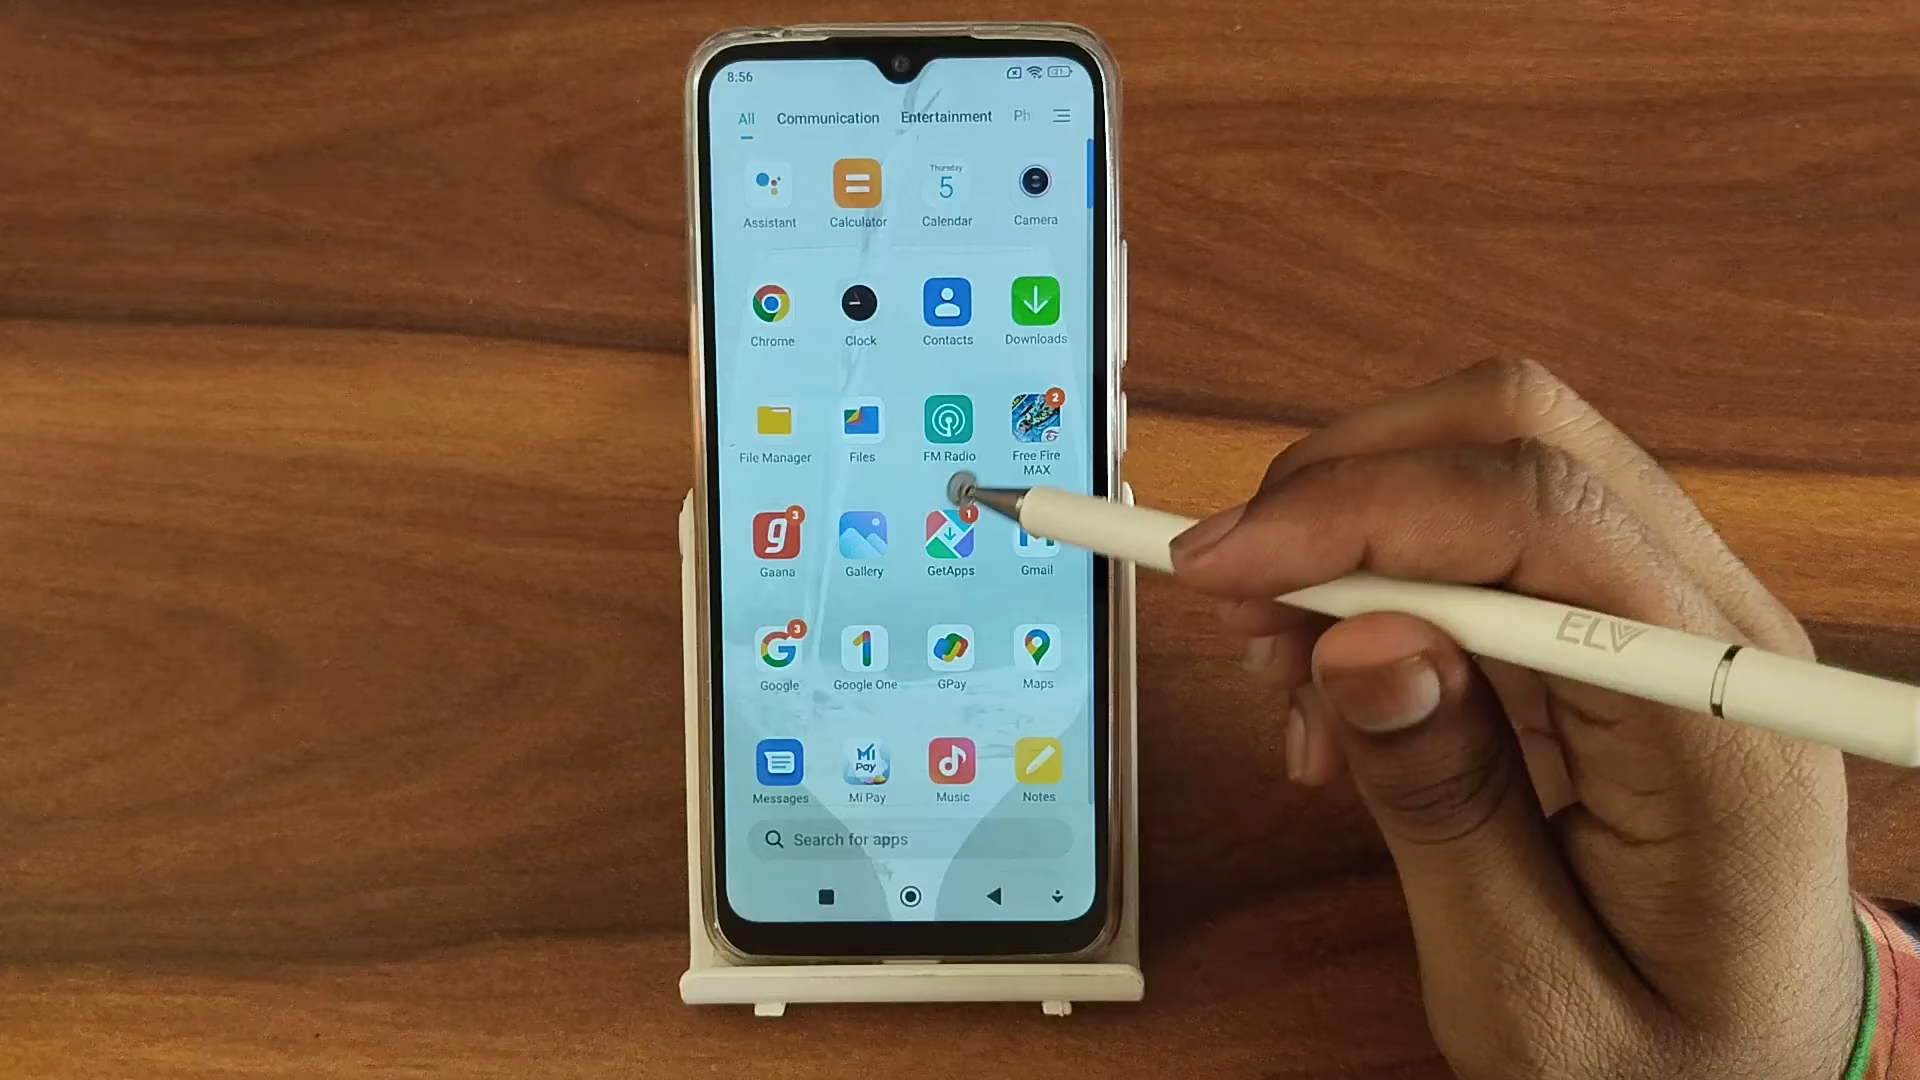 8:56
31
All Communication Entertainment Ph
Thursday
5
Assistant Calculator Calendar Camera
Chrome Clock Contacts Downloads
2
File Manager Files FM Radio Free Fire
MAX
3 1
g
Gaana Gallery GetApps Gmail
3
G 1
Google Google One GPay Maps
Mi
Pay
Messages Mi Pay Music Notes
Search for apps
ELV